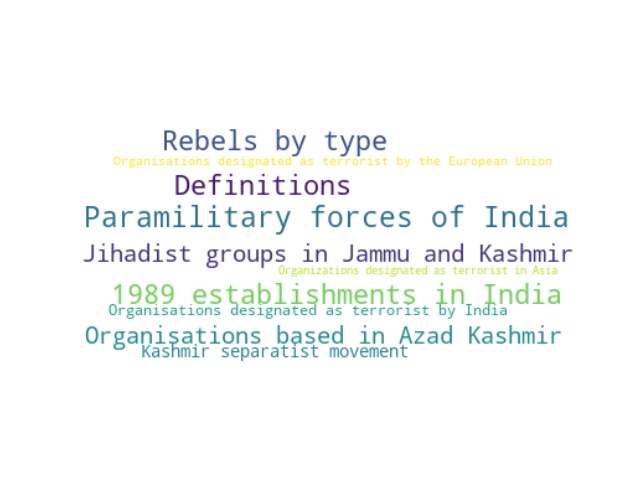 Rebels by type
Organisations designated as terrorist by the European Union
Definitions
Paramilitary forces of India
Jihadist groups in Jammu and Kashmir
Organizations designated as terrorist in Asia
1989 establishments in India
Organisations designated as terrorist by India
Organisations based in Azad Kashmir
Kashmir separatist movement